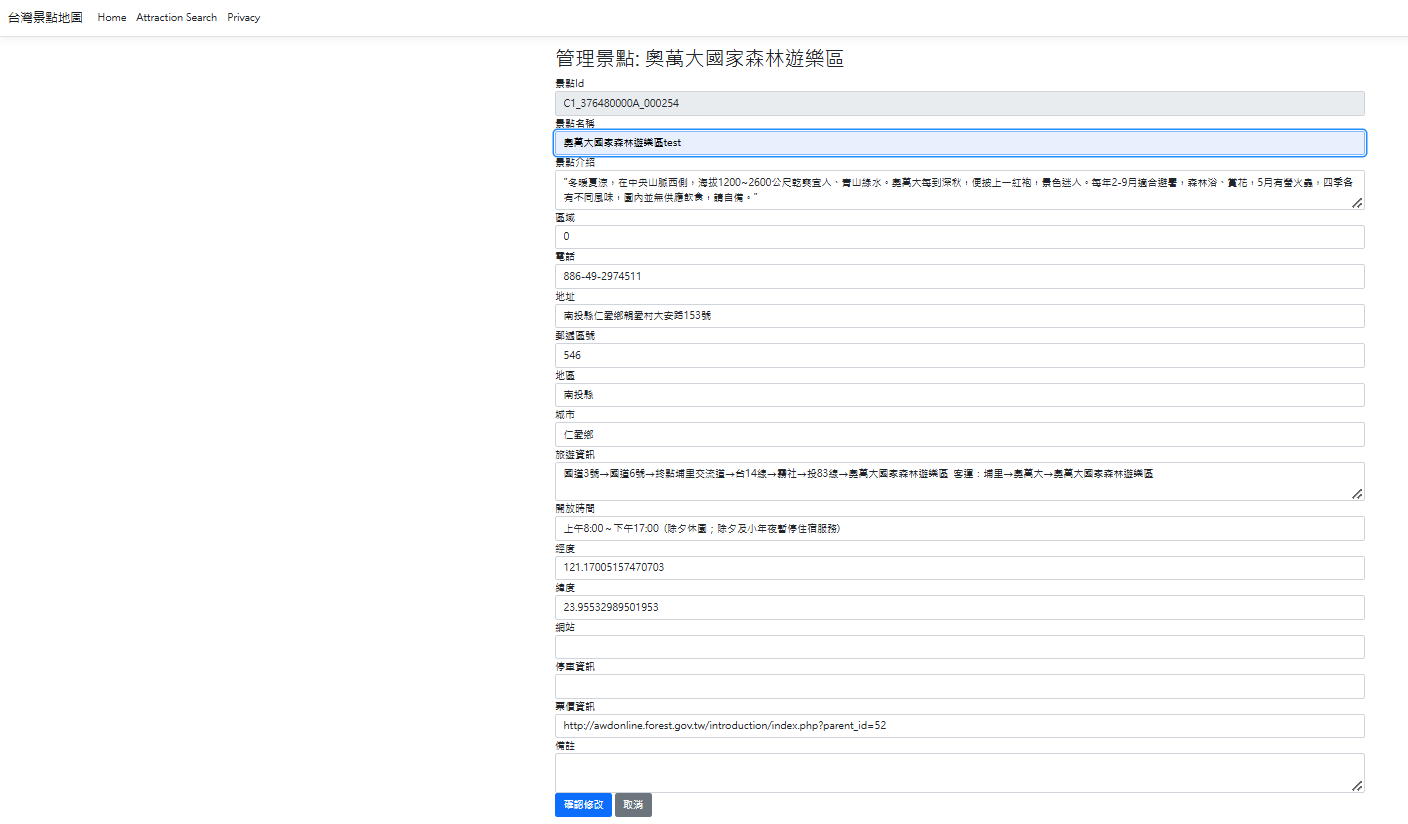 台灣景點地圖 Home Attraction Search Privacy
管理景點: 奧萬大國家森林遊樂區
景點Id
C1_376480000A_000254
景點名稱
奧萬大國家森林遊樂區test
景點介紹
"冬暖夏涼，在中央山脈西側，海拔1200~2600公尺乾爽宜人、青山綠水。奧萬大每到深秋，便披上一紅袍，景色迷人。每年2-9月適合避暑，森林浴、賞花，5月有螢火蟲，四季各
有不同風味，園內並無供應飲食，請自備。"
區域
0
電話
886-49-2974511
地址
南投縣仁愛鄉親愛村大安路153號
郵遞區號
546
地區
南投縣
城市
仁愛鄉
旅遊資訊
國道3號→國道6號→終點埔里交流道→台14線→霧社→投83線→奧萬大國家森林遊樂區 客運：埔里→奧萬大→奧萬大國家森林遊樂區
開放時間
上午8:00～下午17:00 (除夕休園；除夕及小年夜暫停住宿服務)
經度
121.17005157470703
緯度
23.95532989501953
網站
停車資訊
票價資訊
http://awdonline.forest.gov.tw/introduction/index.php?parent_id=52
備註
確認修改 取消